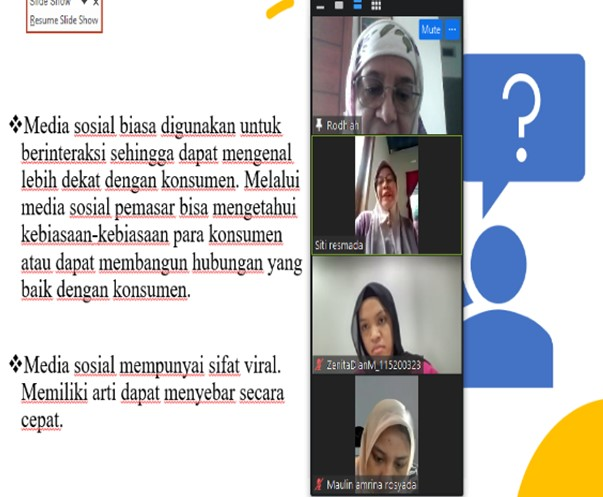 Slide Show
Resume Slide Show
❖Media sosial biasa digunakan untuk
berinteraksi sehingga dapat mengenal
lebih dekat dengan konsumen. Melalui
media sosial pemasar bisa mengetahui
kebiasaan-kebiasaan para konsumen
atau dapat membangun hubungan yang
baik dengan konsumen.
❖Media sosial mempunyai sifat viral.
Memiliki arti dapat menyebar secara
cepat.
Mute ...
Rodhiah
Siti resmada
ZenitaDianM_115200323
Maulin amrina rosyada
?